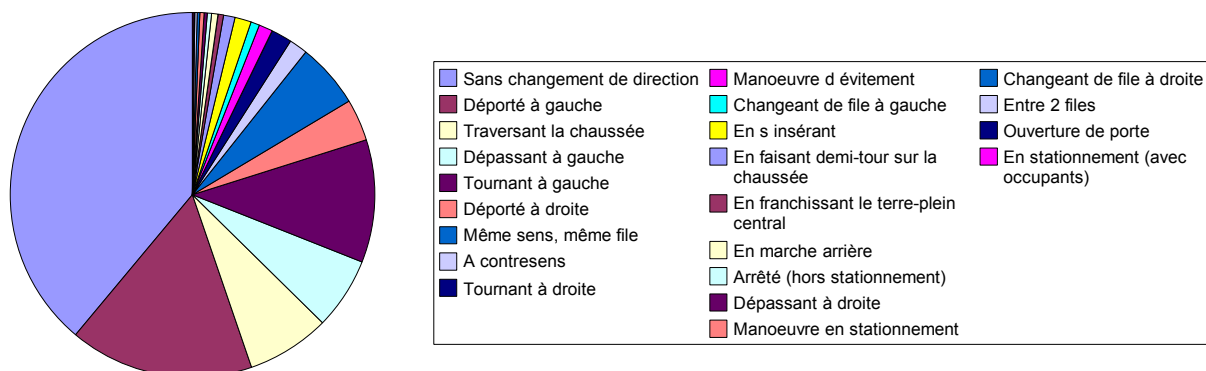 Sans changement de direction
Déporté à gauche
Traversant la chaussée
Dépassant à gauche
Tournant à gauche
Déporté à droite
Même sens, même file
A contresens
Tournant à droite
Manoeuvre d évitement
Changeant de file à gauche
En s insérant
En faisant demi-tour sur la
chaussée
En franchissant le terre-plein
central
En marche arrière
Arrêté (hors stationnement)
Dépassant à droite
Manoeuvre en stationnement
Changeant de file à droite
Entre 2 files
Ouverture de porte
En stationnement (avec
occupants)